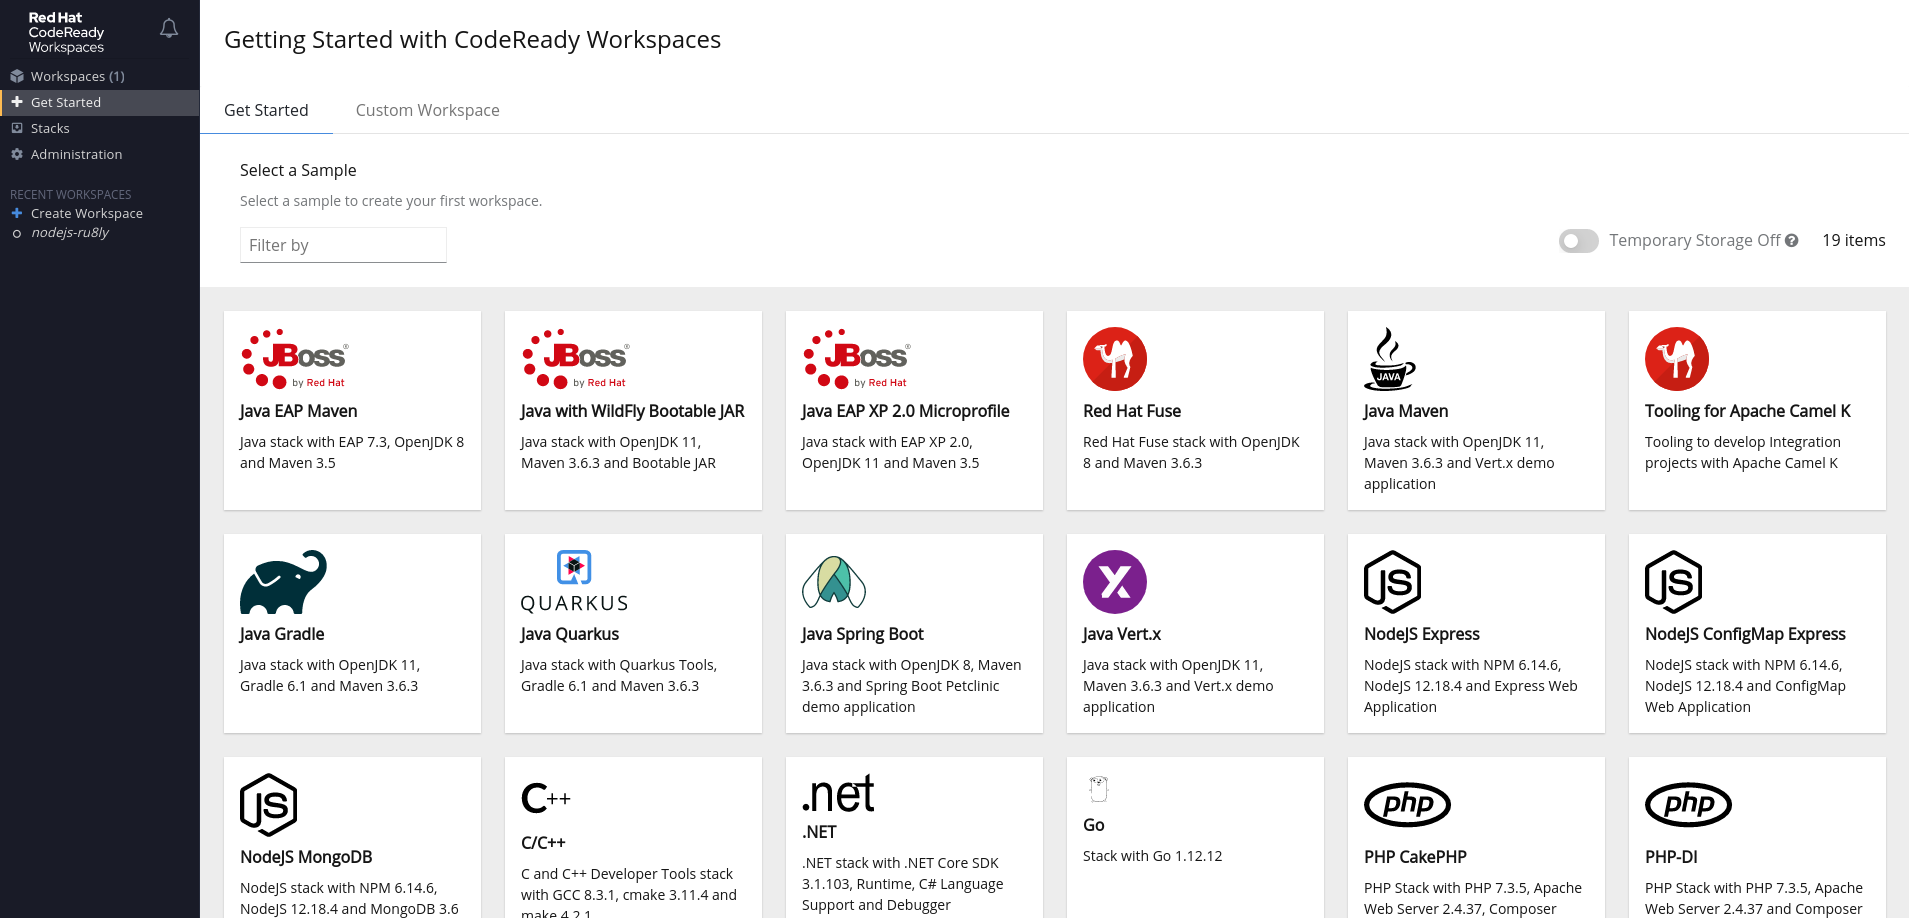 Red Hat
CodeReady
Workspaces
Workspaces (1)
Get Started
Stacks
Administration
RECENT WORKSPACES
Create Workspace
nodejs-ru8ly
Getting Started with CodeReady Workspaces
Get Started
Custom Workspace
Select a Sample
Select a sample to create your first workspace.
Filter by
Temporary Storage Off
19 items
JBoss®
by Red Hat
Java EAP Maven
Java stack with EAP 7.3, OpenJDK 8
and Maven 3.5
JBoss®
by Red Hat
Java with WildFly Bootable JAR
Java stack with OpenJDK 11,
Maven 3.6.3 and Bootable JAR
JBoss®
by Red Hat
Java EAP XP 2.0 Microprofile
Java stack with EAP XP 2.0,
OpenJDK 11 and Maven 3.5
Red Hat Fuse
Red Hat Fuse stack with OpenJDK
8 and Maven 3.6.3
JAVA
Java Maven
Java stack with OpenJDK 11,
Maven 3.6.3 and Vert.x demo
application
Tooling for Apache Camel K
Tooling to develop Integration
projects with Apache Camel K
Java Gradle
Java stack with OpenJDK 11,
Gradle 6.1 and Maven 3.6.3
QUARKUS
Java Quarkus
Java stack with Quarkus Tools,
Gradle 6.1 and Maven 3.6.3
Java Spring Boot
Java stack with OpenJDK 8, Maven
3.6.3 and Spring Boot Petclinic
demo application
X
Java Vert.x
Java stack with OpenJDK 11,
Maven 3.6.3 and Vert.x demo
application
JS
NodeJS Express
NodeJS stack with NPM 6.14.6,
NodeJS 12.18.4 and Express Web
Application
JS
NodeJS ConfigMap Express
NodeJS stack with NPM 6.14.6,
NodeJS 12.18.4 and ConfigMap
Web Application
JS
NodeJS MongoDB
NodeJS stack with NPM 6.14.6,
NodeJS 12.18.4 and MongoDB 3.6
C++
C/C++
C and C++ Developer Tools stack
with GCC 8.3.1, cmake 3.11.4 and
make 4.2.1
.net
.NET
.NET stack with .NET Core SDK
3.1.103, Runtime, C# Language
Support and Debugger
Go
Stack with Go 1.12.12
php
PHP CakePHP
PHP Stack with PHP 7.3.5, Apache
Web Server 2.4.37, Composer
php
PHP-DI
PHP Stack with PHP 7.3.5, Apache
Web Server 2.4.37 and Composer